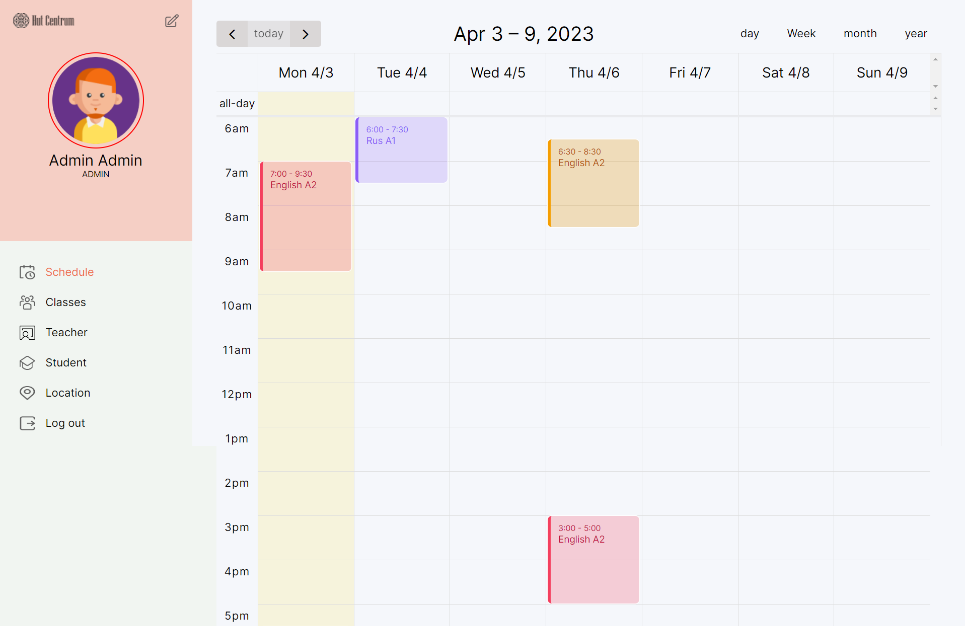 Hut Centrum
Admin Admin
ADMIN
Schedule
Classes
Teacher
Student
Location
Log out
today
Apr 3 – 9, 2023
day Week month year
Mon 4/3 Tue 4/4 Wed 4/5 Thu 4/6 Fri 4/7 Sat 4/8 Sun 4/9
all-day
6am
7am
8am
9am
10am
11am
12pm
1pm
2pm
3pm
4pm
5pm
7:00 - 9:30
English A2
6:00 - 7:30
Rus A1
6:30 - 8:30
English A2
3:00 - 5:00
English A2